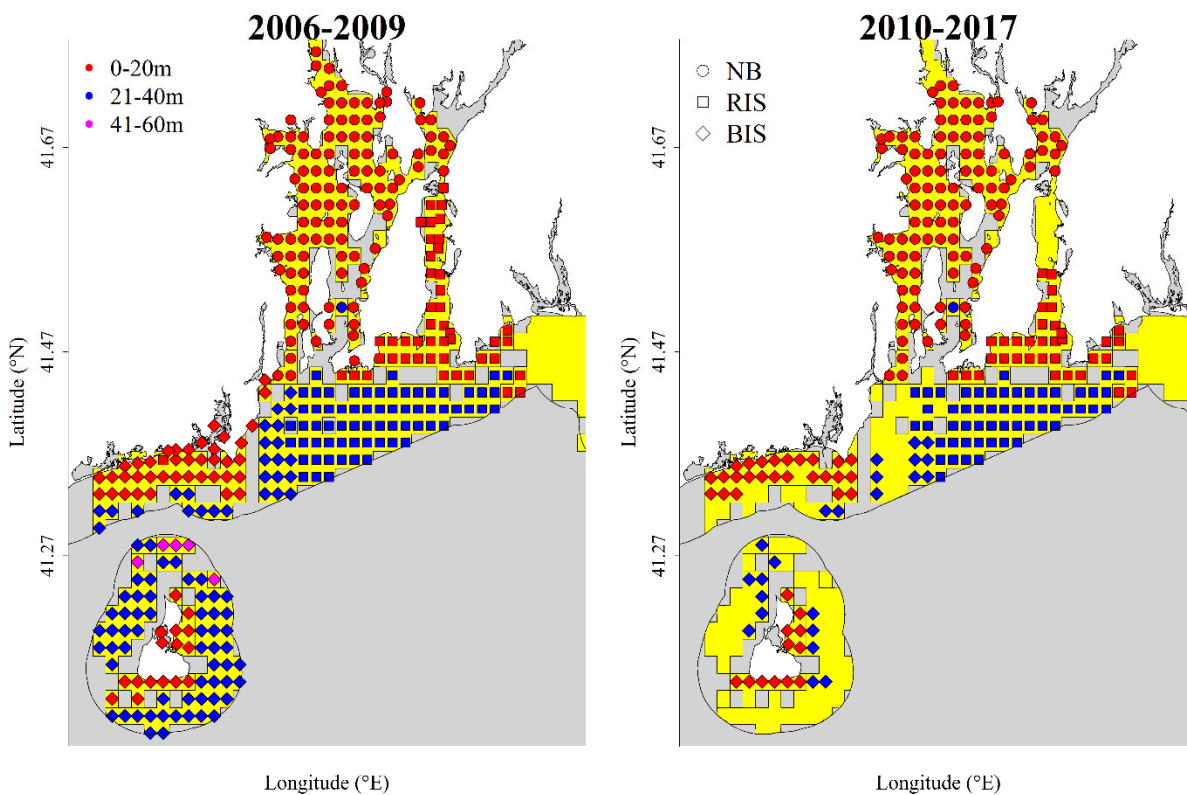 2006-2009
2010-2017
0-20m
21-40m
41-60m
NB
RIS
BIS
Latitude (°N)
41.67
41.47
41.27
Longitude (°E)
Latitude (°N)
41.67
41.47
41.27
Longitude (°E)